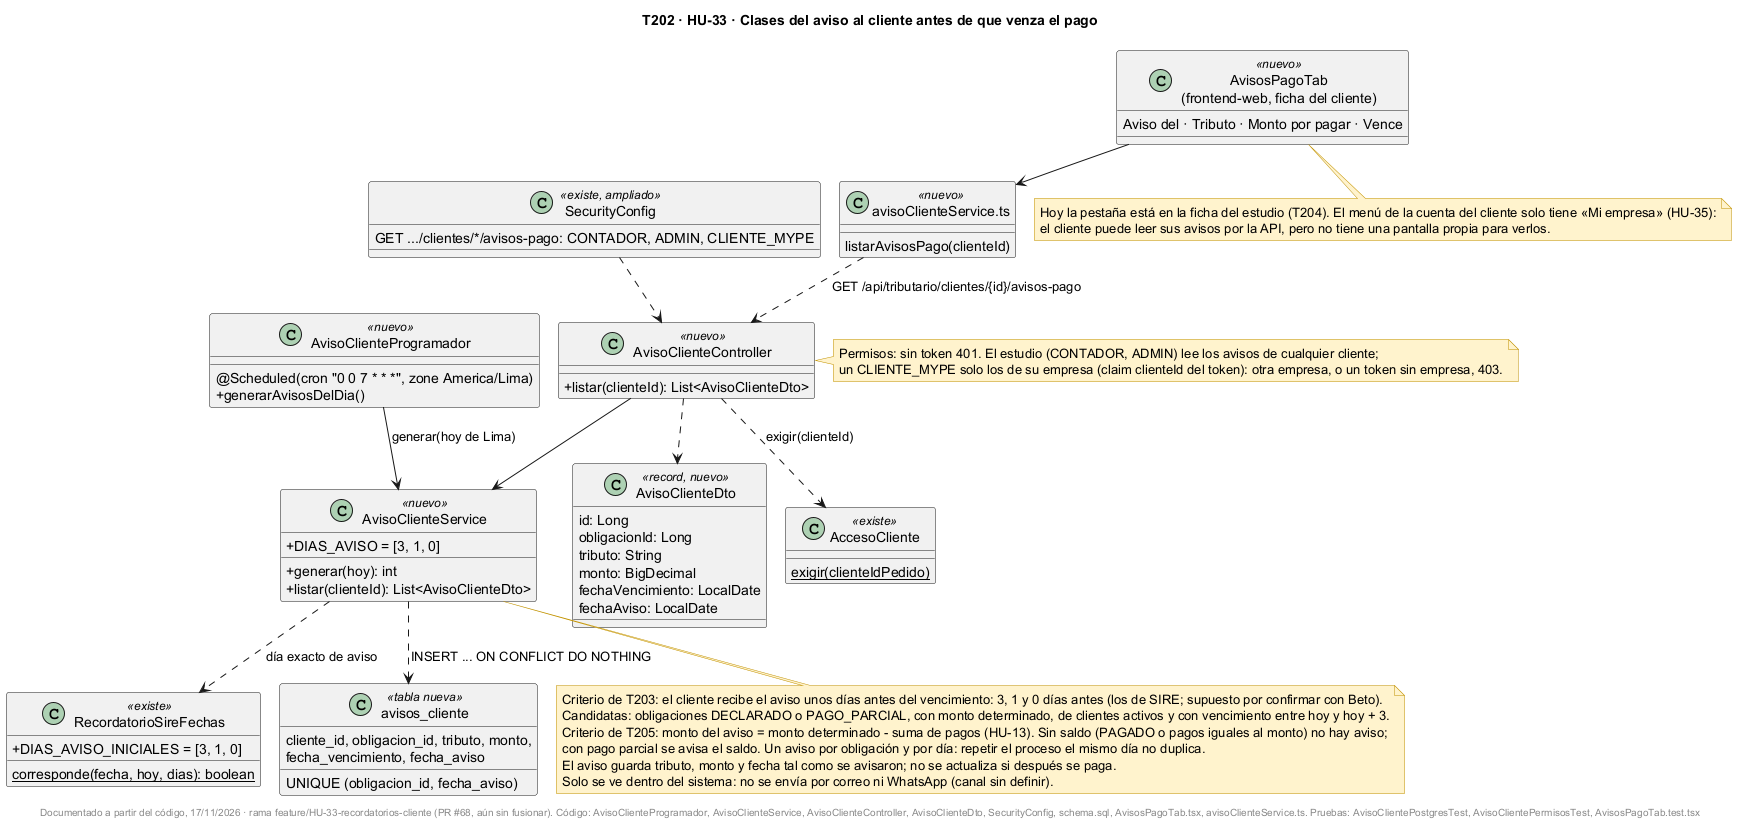 T202 · HU-33 · Clases del aviso al cliente antes de que venza el pago
«nuevo»
C
AvisosPagoTab
(frontend-web, ficha del cliente)
Aviso del · Tributo · Monto por pagar · Vence
«existe, ampliado»
C
SecurityConfig
GET .../clientes/*/avisos-pago: CONTADOR, ADMIN, CLIENTE_MYPE
«nuevo»
C
avisoClienteService.ts
listarAvisosPago(clienteId)
Hoy la pestaña está en la ficha del estudio (T204). El menú de la cuenta del cliente solo tiene «Mi empresa» (HU-35):
el cliente puede leer sus avisos por la API, pero no tiene una pantalla propia para verlos.
GET /api/tributario/clientes/{id}/avisos-pago
«nuevo»
C
AvisoClienteProgramador
@Scheduled(cron "0 0 7 * * *", zone America/Lima)
+generarAvisosDelDia()
«nuevo»
C
AvisoClienteController
+listar(clienteId): List<AvisoClienteDto>
Permisos: sin token 401. El estudio (CONTADOR, ADMIN) lee los avisos de cualquier cliente;
un CLIENTE_MYPE solo los de su empresa (claim clienteId del token): otra empresa, o un token sin empresa, 403.
generar(hoy de Lima)
exigir(clienteId)
«nuevo»
C
AvisoClienteService
+DIAS_AVISO = [3, 1, 0]
+generar(hoy): int
+listar(clienteId): List<AvisoClienteDto>
«record, nuevo»
C
AvisoClienteDto
id: Long
obligacionId: Long
tributo: String
monto: BigDecimal
fechaVencimiento: LocalDate
fechaAviso: LocalDate
«existe»
C
AccesoCliente
exigir(clienteIdPedido)
día exacto de aviso
INSERT ... ON CONFLICT DO NOTHING
«existe»
C
RecordatorioSireFechas
+DIAS_AVISO_INICIALES = [3, 1, 0]
corresponde(fecha, hoy, dias): boolean
«tabla nueva»
C
avisos_cliente
cliente_id, obligacion_id, tributo, monto,
fecha_vencimiento, fecha_aviso
UNIQUE (obligacion_id, fecha_aviso)
Criterio de T203: el cliente recibe el aviso unos días antes del vencimiento: 3, 1 y 0 días antes (los de SIRE; supuesto por confirmar con Beto).
Candidatas: obligaciones DECLARADO o PAGO_PARCIAL, con monto determinado, de clientes activos y con vencimiento entre hoy y hoy + 3.
Criterio de T205: monto del aviso = monto determinado - suma de pagos (HU-13). Sin saldo (PAGADO o pagos iguales al monto) no hay aviso;
con pago parcial se avisa el saldo. Un aviso por obligación y por día: repetir el proceso el mismo día no duplica.
El aviso guarda tributo, monto y fecha tal como se avisaron; no se actualiza si después se paga.
Solo se ve dentro del sistema: no se envía por correo ni WhatsApp (canal sin definir).
Documentado a partir del código, 17/11/2026 · rama feature/HU-33-recordatorios-cliente (PR #68, aún sin fusionar). Código: AvisoClienteProgramador, AvisoClienteService, AvisoClienteController, AvisoClienteDto, SecurityConfig, schema.sql, AvisosPagoTab.tsx, avisoClienteService.ts. Pruebas: AvisoClientePostgresTest, AvisoClientePermisosTest, AvisosPagoTab.test.tsx